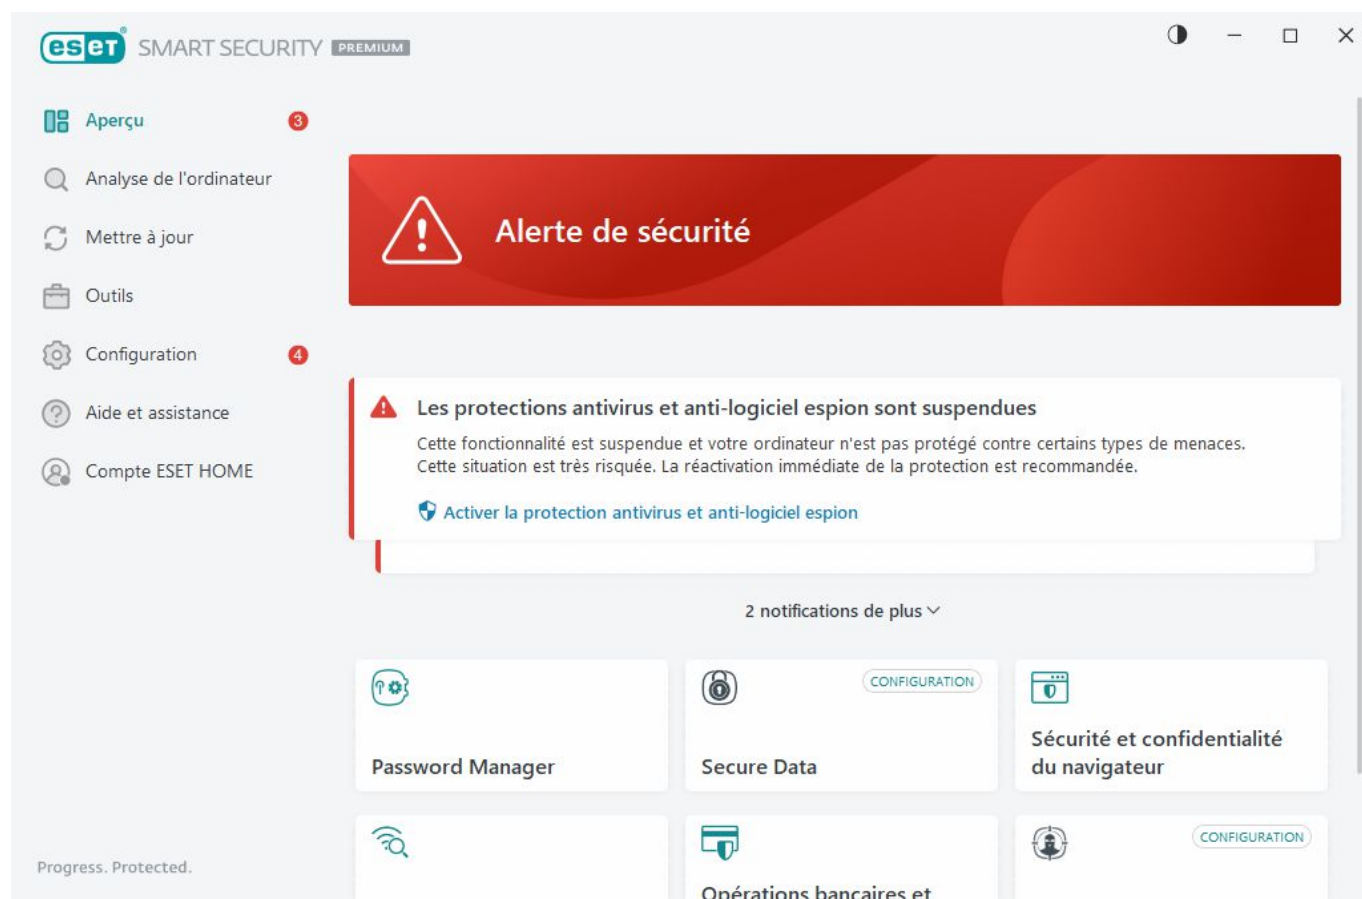 eset® SMART SECURITY PREMIUM
Aperçu 3
Analyse de l'ordinateur
Mettre à jour
Outils
Configuration 4
Aide et assistance
Compte ESET HOME
Progress. Protected.
Alerte de sécurité
Les protections antivirus et anti-logiciel espion sont suspendues
Cette fonctionnalité est suspendue et votre ordinateur n'est pas protégé contre certains types de menaces.
Cette situation est très risquée. La réactivation immédiate de la protection est recommandée.
Activer la protection antivirus et anti-logiciel espion
2 notifications de plus
Password Manager
CONFIGURATION
Secure Data
Sécurité et confidentialité
du navigateur
Opérations bancaires et
CONFIGURATION